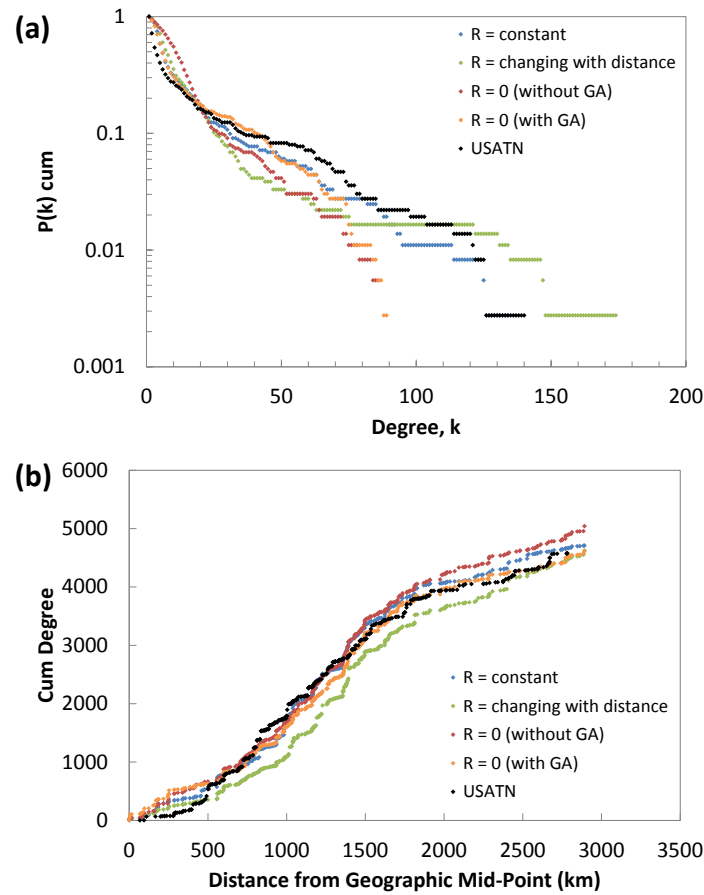 (a)
P(k) cum
1
0.1
0.01
0.001
0 50 100 150 200
Degree, k
R = constant
R = changing with distance
R = 0 (without GA)
R = 0 (with GA)
USATN
(b)
Cum Degree
6000
5000
4000
3000
2000
1000
0
0 500 1000 1500 2000 2500 3000 3500
Distance from Geographic Mid-Point (km)
R = constant
R = changing with distance
R = 0 (without GA)
R = 0 (with GA)
USATN